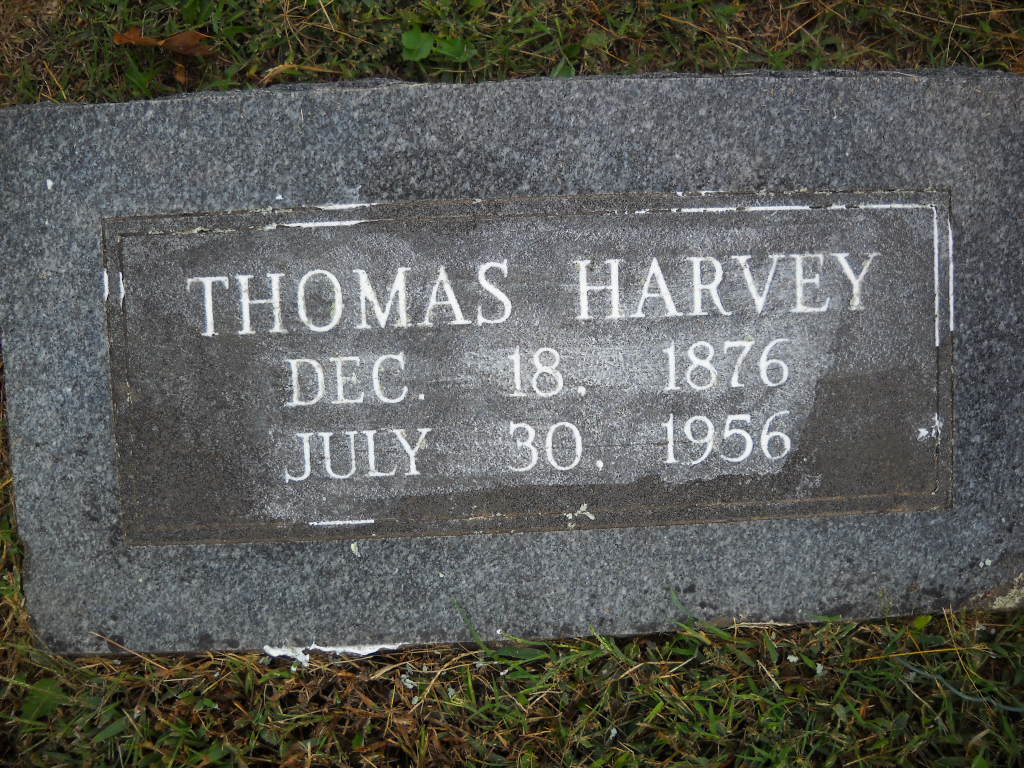 THOMAS HARVEY
DEC. 18, 1876
JULY 30, 1956